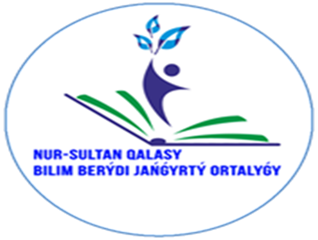 NUR-SULTAN QALASY
BILIM BERÝDI JAŃǴYRTÝ ORTALYǴY